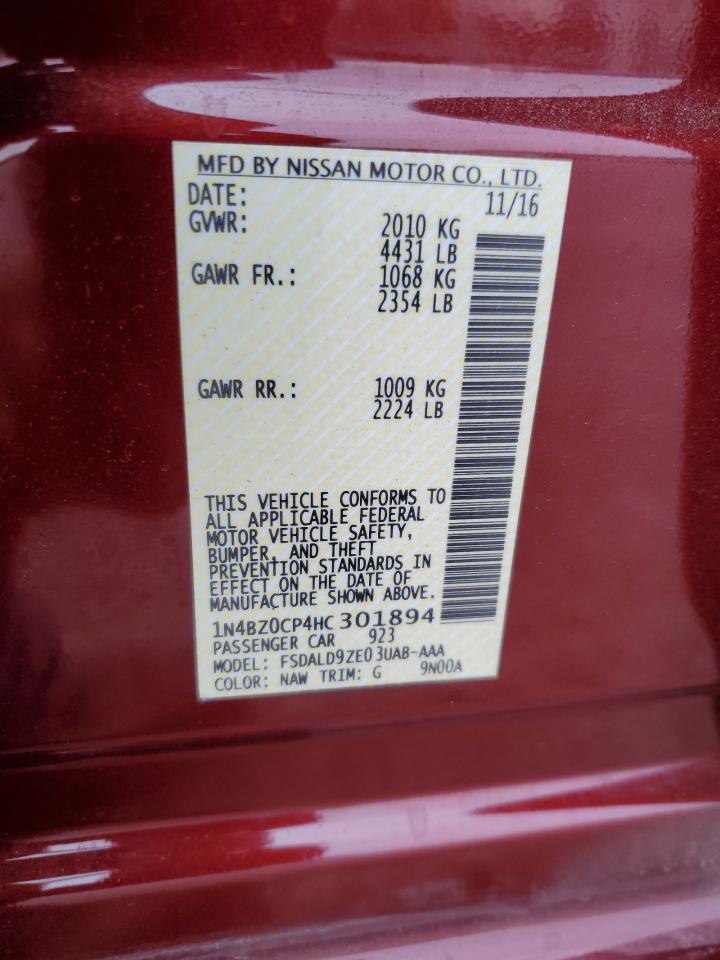 MFD BY NISSAN MOTOR CO., LTD.
DATE: 11/16
GVWR: 2010 KG
4431 LB
GAWR FR.: 1068 KG
2354 LB
GAWR RR.: 1009 KG
2224 LB
THIS VEHICLE CONFORMS TO
ALL APPLICABLE FEDERAL
MOTOR VEHICLE SAFETY,
BUMPER, AND THEFT
PREVENTION STANDARDS IN
EFFECT ON THE DATE OF
MANUFACTURE SHOWN ABOVE.
1N4BZ0CP4HC301894
PASSENGER CAR 923
MODEL: FSDALD9ZE03UAB-AAA
COLOR: NAW TRIM: G 9N00A